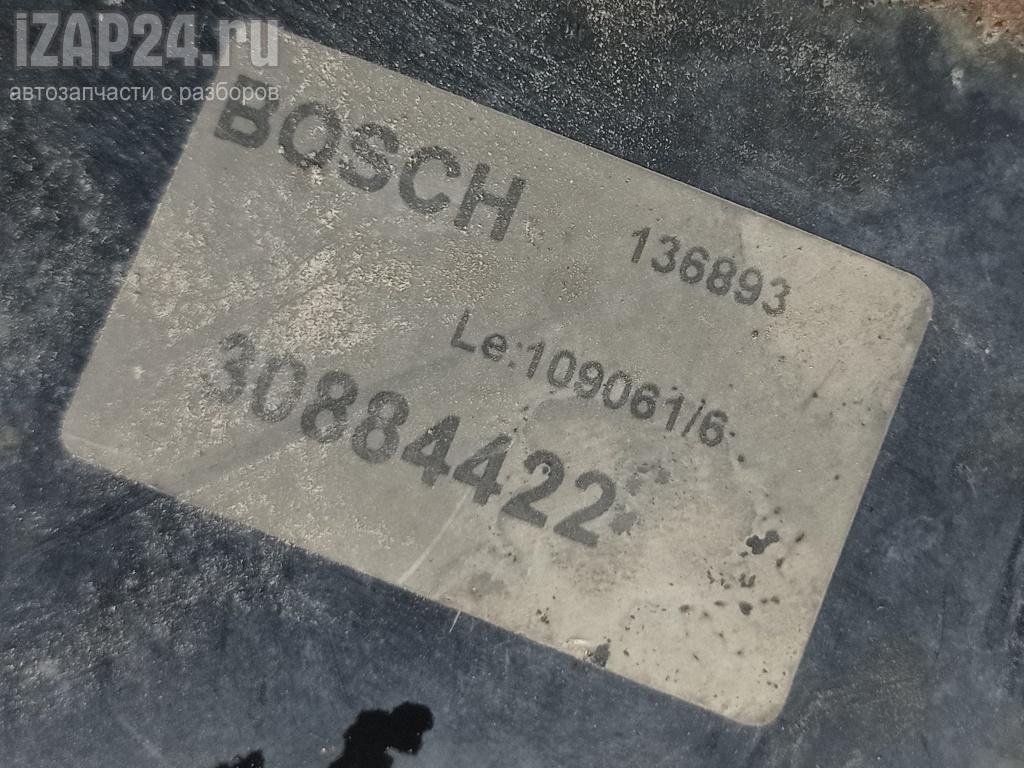 iZAP24.ru
автозапчасти с разборов
BOSCH
136893
Le:109061/6
30884422